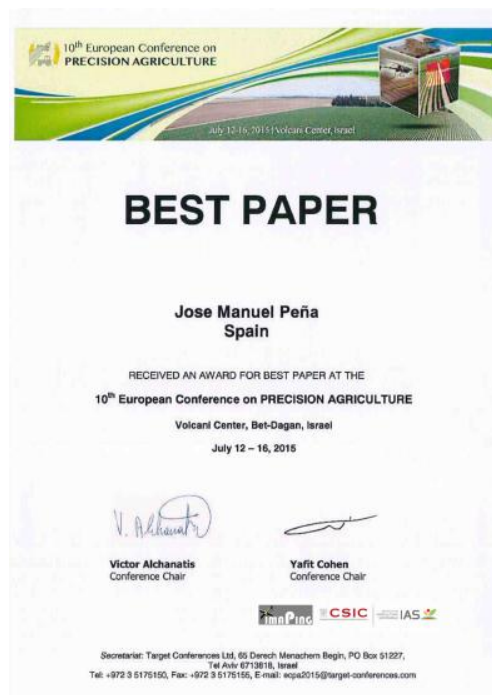 10th European Conference on
PRECISION AGRICULTURE
July 12-16, 2015 | Volcani Center, Israel
BEST PAPER
Jose Manuel Peña
Spain
RECEIVED AN AWARD FOR BEST PAPER AT THE
10th European Conference on PRECISION AGRICULTURE
Volcani Center, Bet-Dagan, Israel
July 12 – 16, 2015
V. Alchanatis
Victor Alchanatis
Conference Chair
Yafit Cohen
Conference Chair
imaPing
CSIC
IAS
Secretariat: Target Conferences Ltd, 65 Derech Menachem Begin, PO Box 51227,
Tel Aviv 6713818, Israel
Tel: +972 3 5175150, Fax: +972 3 5175155, E-mail: ecpa2015@target-conferences.com